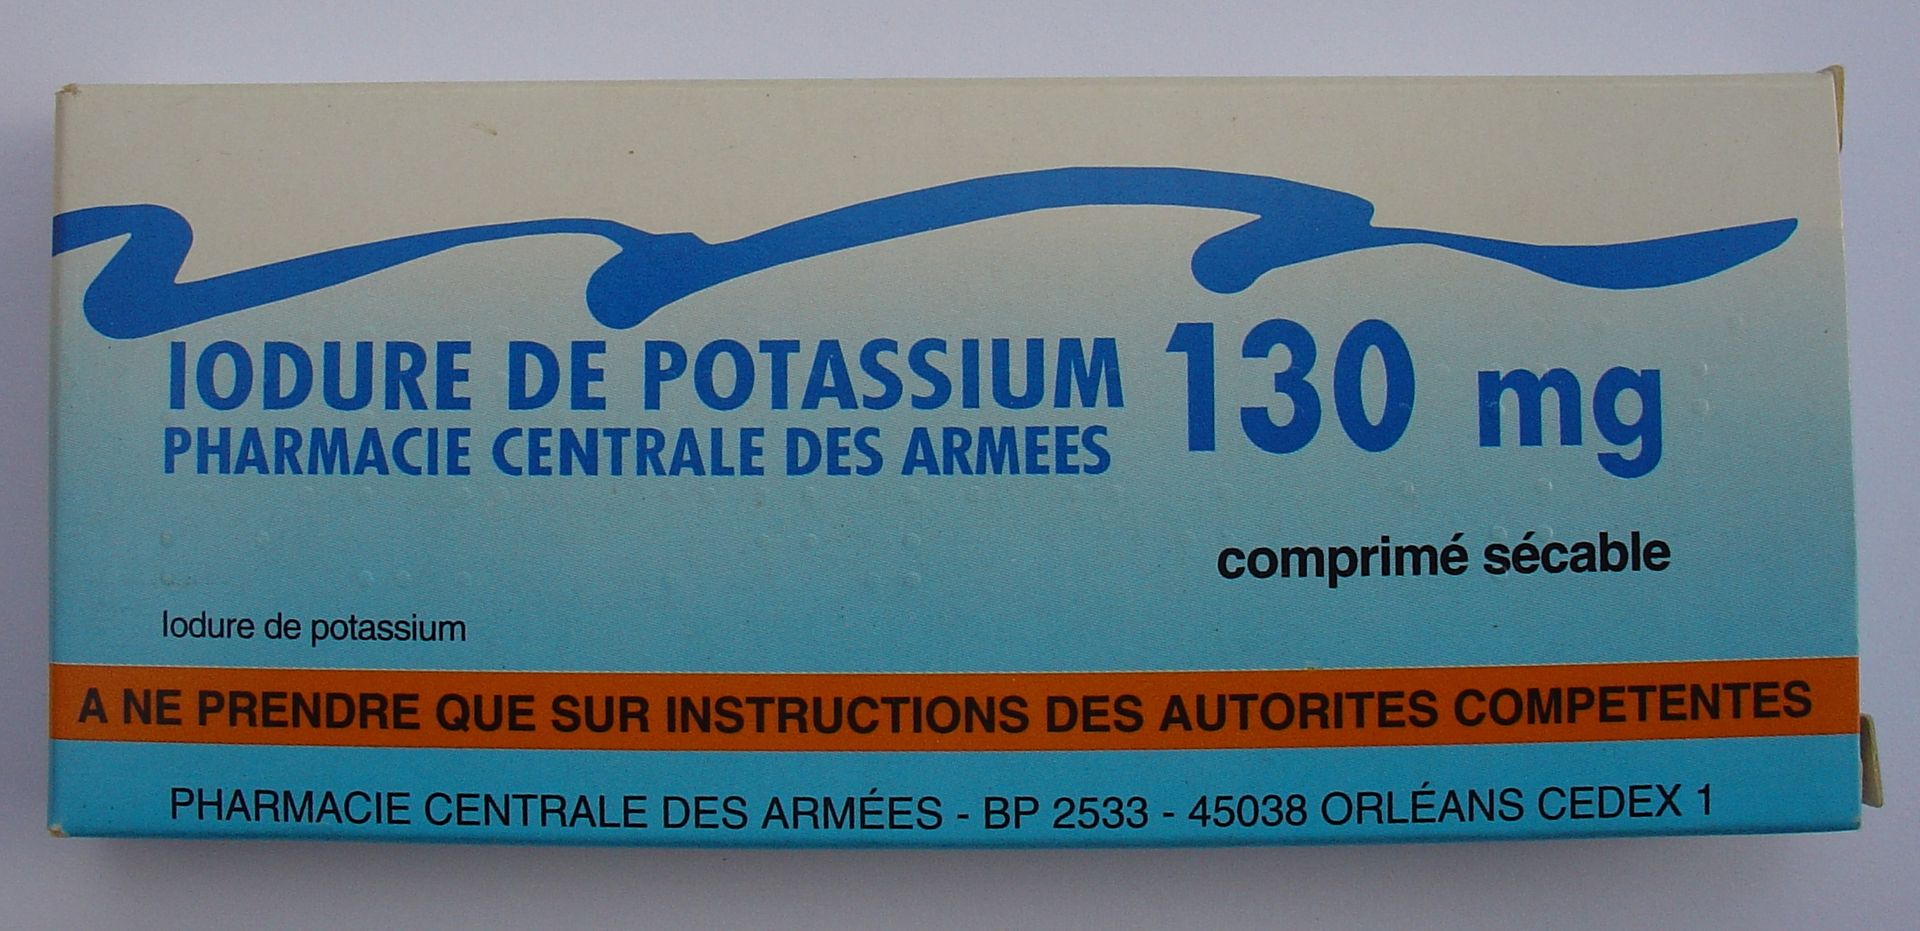 IODURE DE POTASSIUM 130 mg
PHARMACIE CENTRALE DES ARMEES
comprimé sécable
Iodure de potassium
A NE PRENDRE QUE SUR INSTRUCTIONS DES AUTORITES COMPETENTES
PHARMACIE CENTRALE DES ARMÉES - BP 2533 - 45038 ORLÉANS CEDEX 1